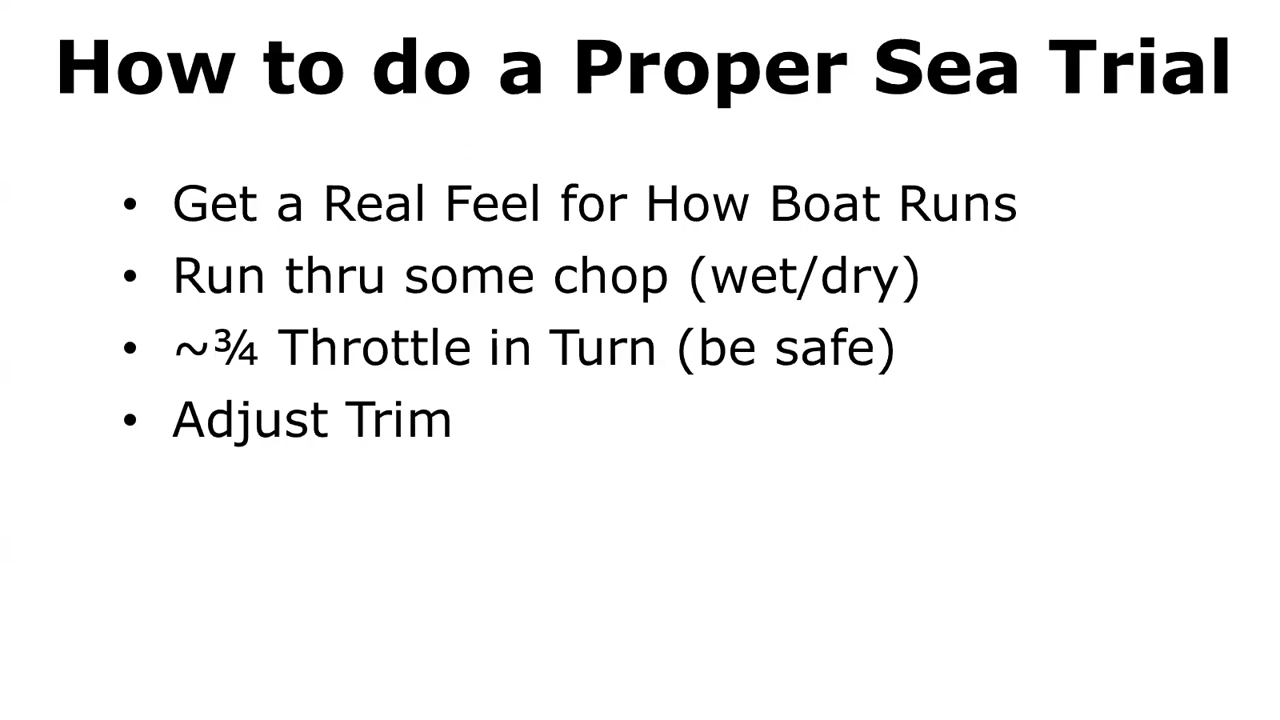 How to do a Proper Sea Trial
• Get a Real Feel for How Boat Runs
• Run thru some chop (wet/dry)
• ~¾ Throttle in Turn (be safe)
• Adjust Trim